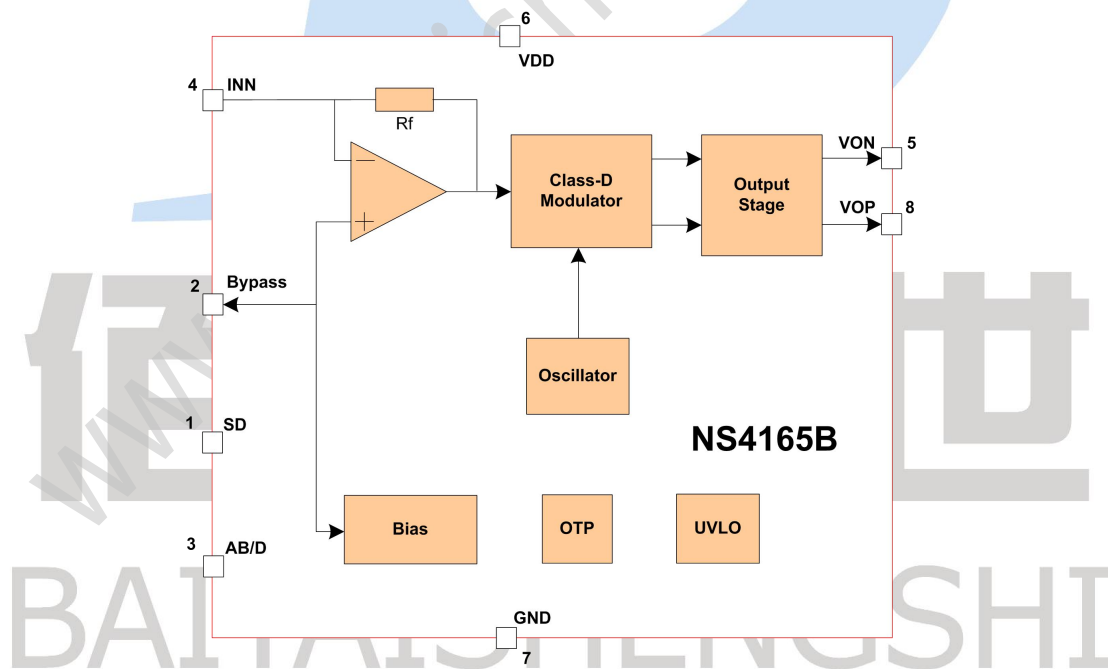 6
VDD
4 INN
Rf
Class-D
Modulator
Output
Stage
VON 5
VOP 8
2 Bypass
Oscillator
1 SD
NS4165B
Bias
OTP
UVLO
3 AB/D
GND
7
BAITAISHENGSHI
www